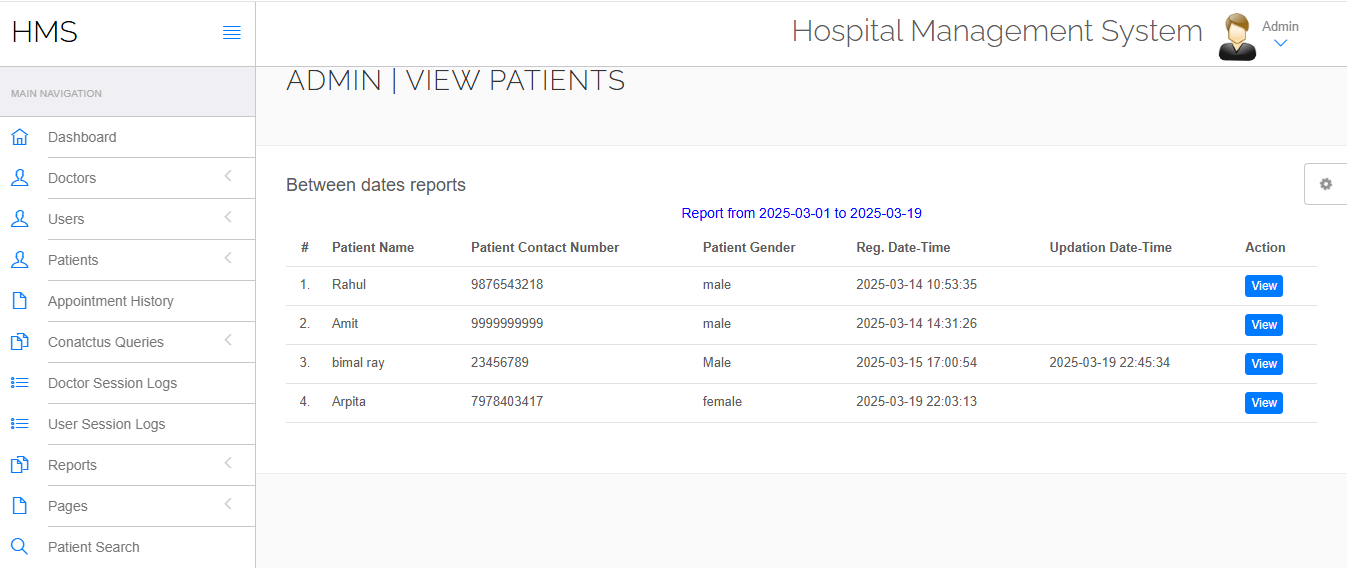 HMS
Hospital Management System
Admin
MAIN NAVIGATION
Dashboard
Doctors
Users
Patients
Appointment History
Conatctus Queries
Doctor Session Logs
User Session Logs
Reports
Pages
Patient Search
ADMIN | VIEW PATIENTS
Between dates reports
Report from 2025-03-01 to 2025-03-19
# Patient Name Patient Contact Number Patient Gender Reg. Date-Time Updation Date-Time Action
1. Rahul 9876543218 male 2025-03-14 10:53:35 View
2. Amit 9999999999 male 2025-03-14 14:31:26 View
3. bimal ray 23456789 Male 2025-03-15 17:00:54 2025-03-19 22:45:34 View
4. Arpita 7978403417 female 2025-03-19 22:03:13 View